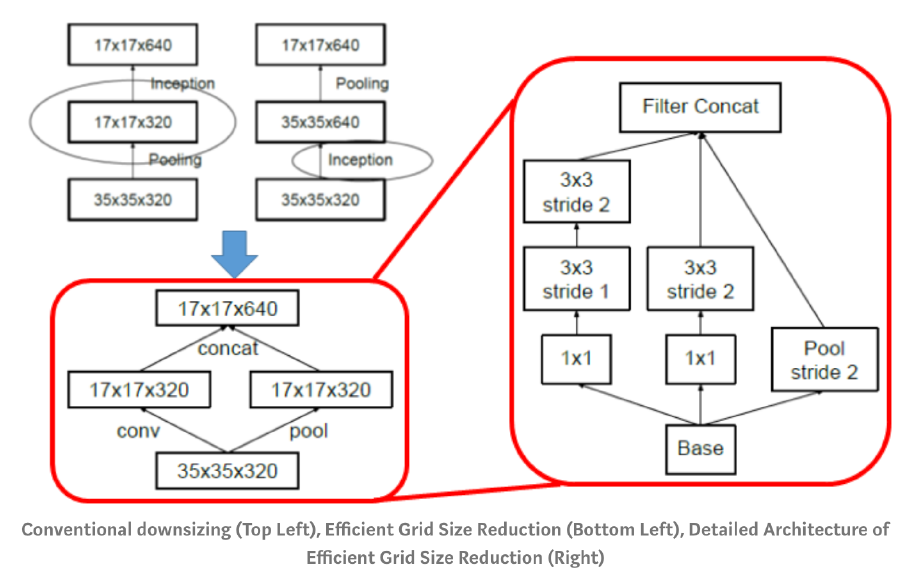 17x17x640
Inception
17x17x320
Pooling
35x35x320
17x17x640
Pooling
35x35x640
Inception
35x35x320
17x17x640
concat
17x17x320
17x17x320
conv
pool
35x35x320
Filter Concat
3x3
stride 2
3x3
stride 1
3x3
stride 2
1x1
1x1
Pool
stride 2
Base
Conventional downsizing (Top Left), Efficient Grid Size Reduction (Bottom Left), Detailed Architecture of
Efficient Grid Size Reduction (Right)